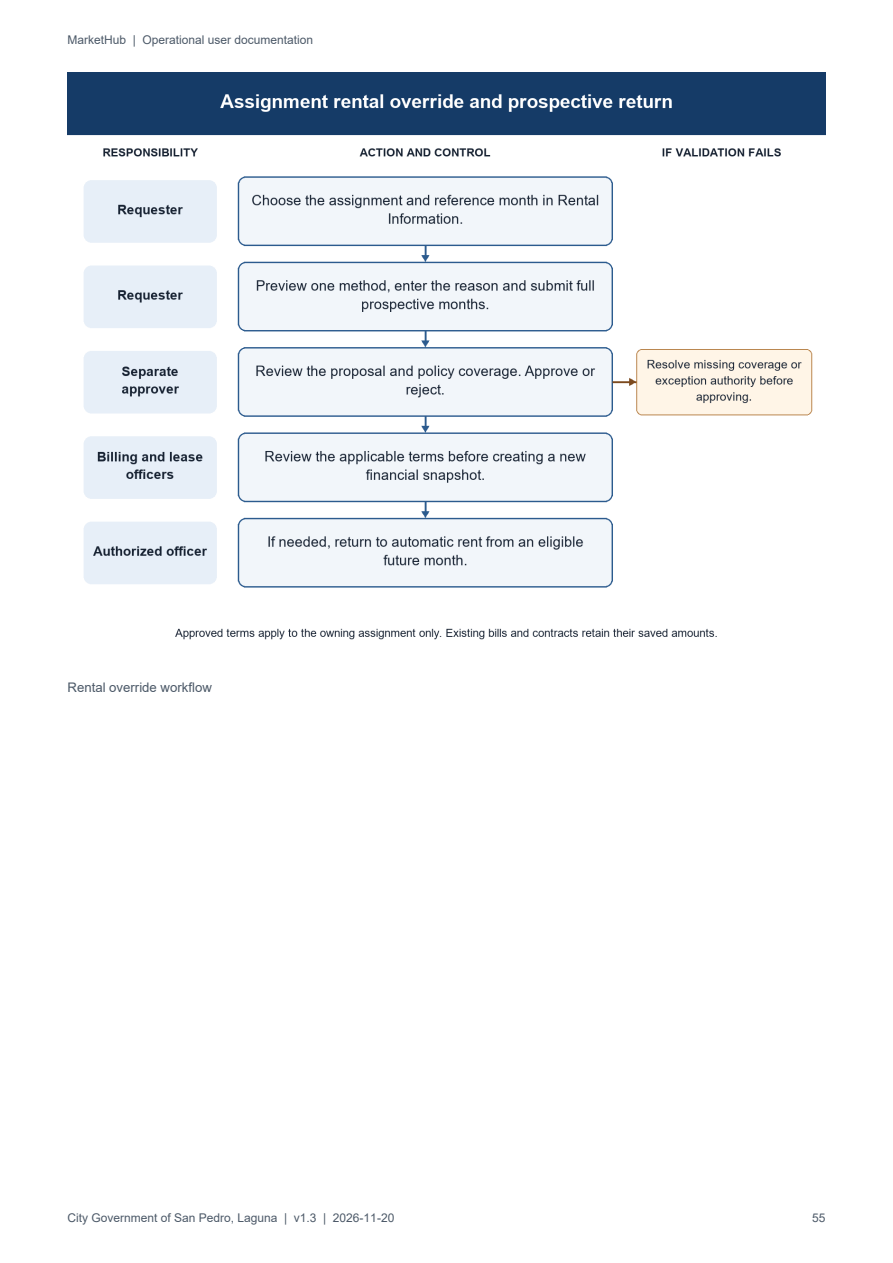 MarketHub | Operational user documentation
Assignment rental override and prospective return
RESPONSIBILITY
ACTION AND CONTROL
IF VALIDATION FAILS
Requester
Choose the assignment and reference month in Rental
Information.
Requester
Preview one method, enter the reason and submit full
prospective months.
Separate
approver
Review the proposal and policy coverage. Approve or
reject.
Resolve missing coverage or
exception authority before
approving.
Billing and lease
officers
Review the applicable terms before creating a new
financial snapshot.
Authorized officer
If needed, return to automatic rent from an eligible
future month.
Approved terms apply to the owning assignment only. Existing bills and contracts retain their saved amounts.
Rental override workflow
City Government of San Pedro, Laguna | v1.3 | 2026-11-20
55